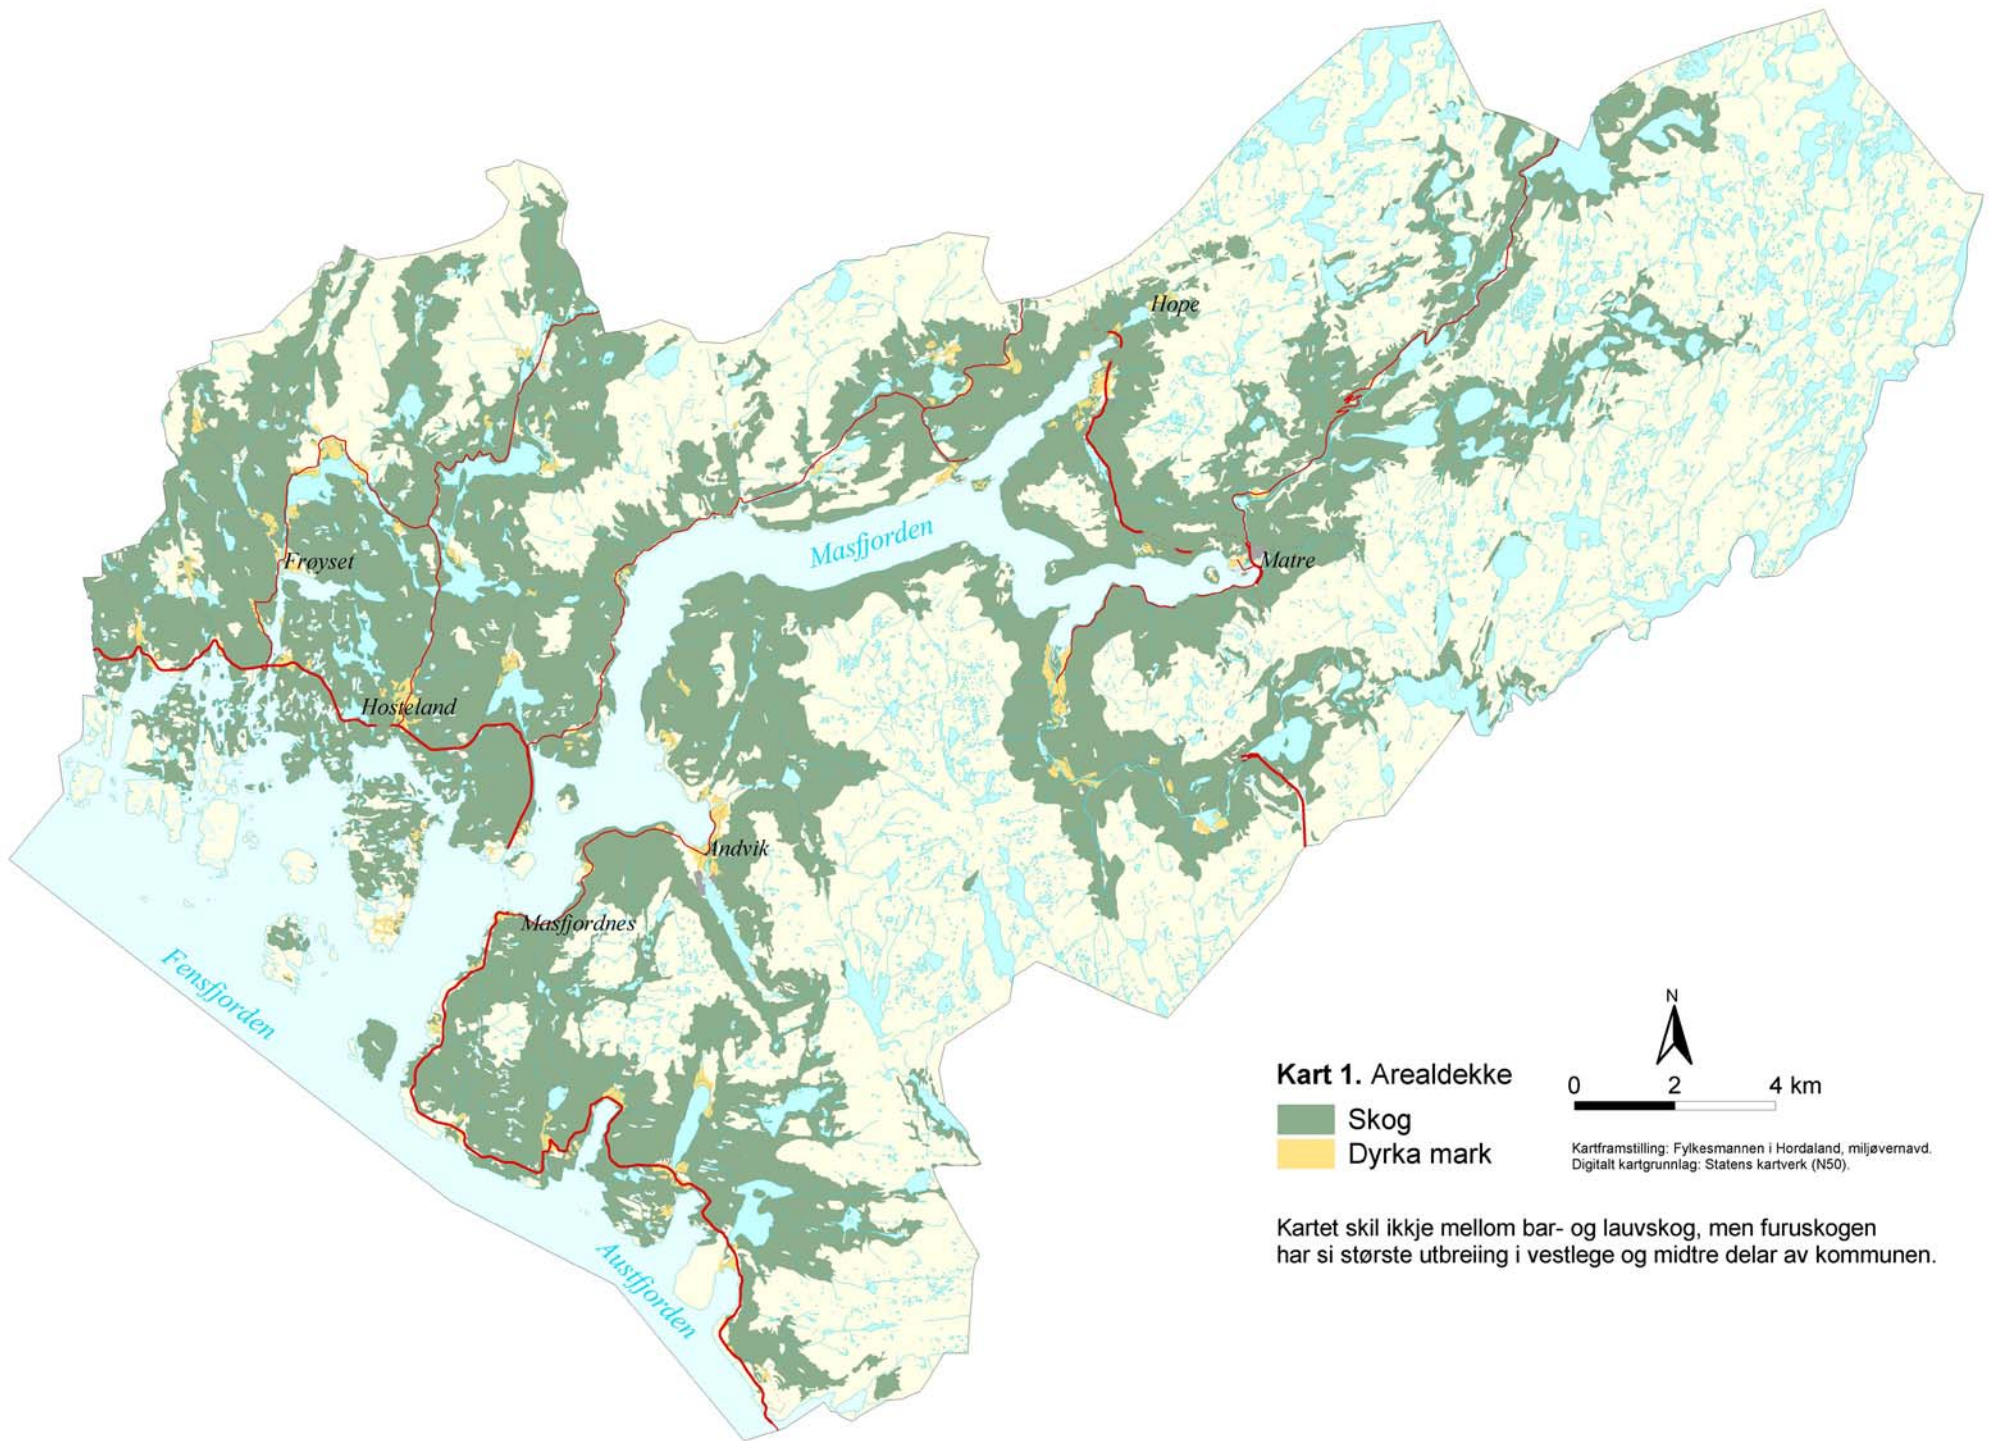 Hope
Masfjorden
Frøyset
Matre
Hosteland
Andvik
Masfjordnes
Fensfjorden
Austfjorden
N
Kart 1. Arealdekke
0 2 4 km
Skog
Dyrka mark
Kartframstilling: Fylkesmannen i Hordaland, miljøvernavd.
Digitalt kartgrunnlag: Statens kartverk (N50).
Kartet skil ikkje mellom bar- og lauvskog, men furuskogen
har si største utbreiing i vestlege og midtre delar av kommunen.